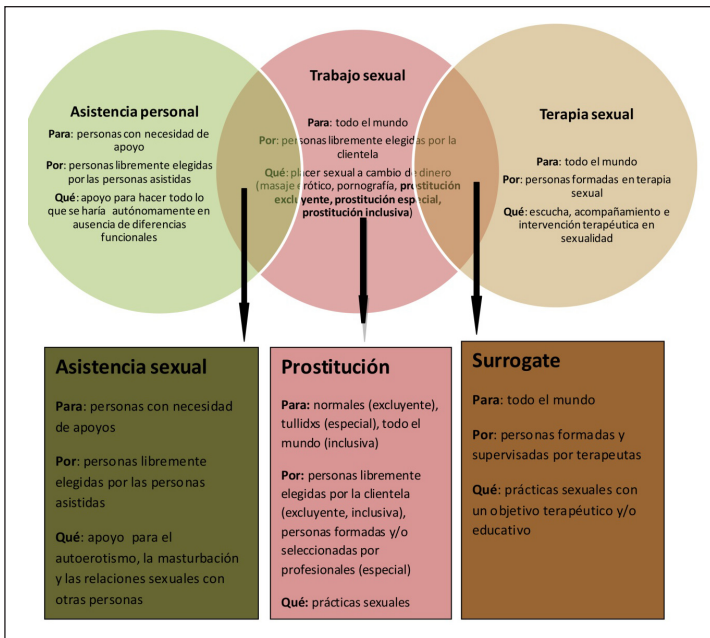 Asistencia personal
Para: personas con necesidad de
apoyo
Por: personas libremente elegidas
por las personas asistidas
Qué: apoyo para hacer todo lo
que se haría autónomamente en
ausencia de diferencias
funcionales
Trabajo sexual
Para: todo el mundo
Por: personas libremente elegidas por la
clientela
Qué: placer sexual a cambio de dinero
(masaje erótico, pornografía, prostitución
excluyente, prostitución especial,
prostitución inclusiva)
Terapia sexual
Para: todo el mundo
Por: personas formadas en terapia
sexual
Qué: escucha, acompañamiento e
intervención terapéutica en
sexualidad
Asistencia sexual
Para: personas con necesidad
de apoyos
Por: personas libremente
elegidas por las personas
asistidas
Qué: apoyo para el
autoerotismo, la masturbación
y las relaciones sexuales con
otras personas
Prostitución
Para: normales (excluyente),
tullidxs (especial), todo el
mundo (inclusiva)
Por: personas libremente
elegidas por la clientela
(excluyente, inclusiva),
personas formadas y/o
seleccionadas por
profesionales (especial)
Qué: prácticas sexuales
Surrogate
Para: todo el mundo
Por: personas formadas y
supervisadas por terapeutas
Qué: prácticas sexuales con
un objetivo terapéutico y/o
educativo